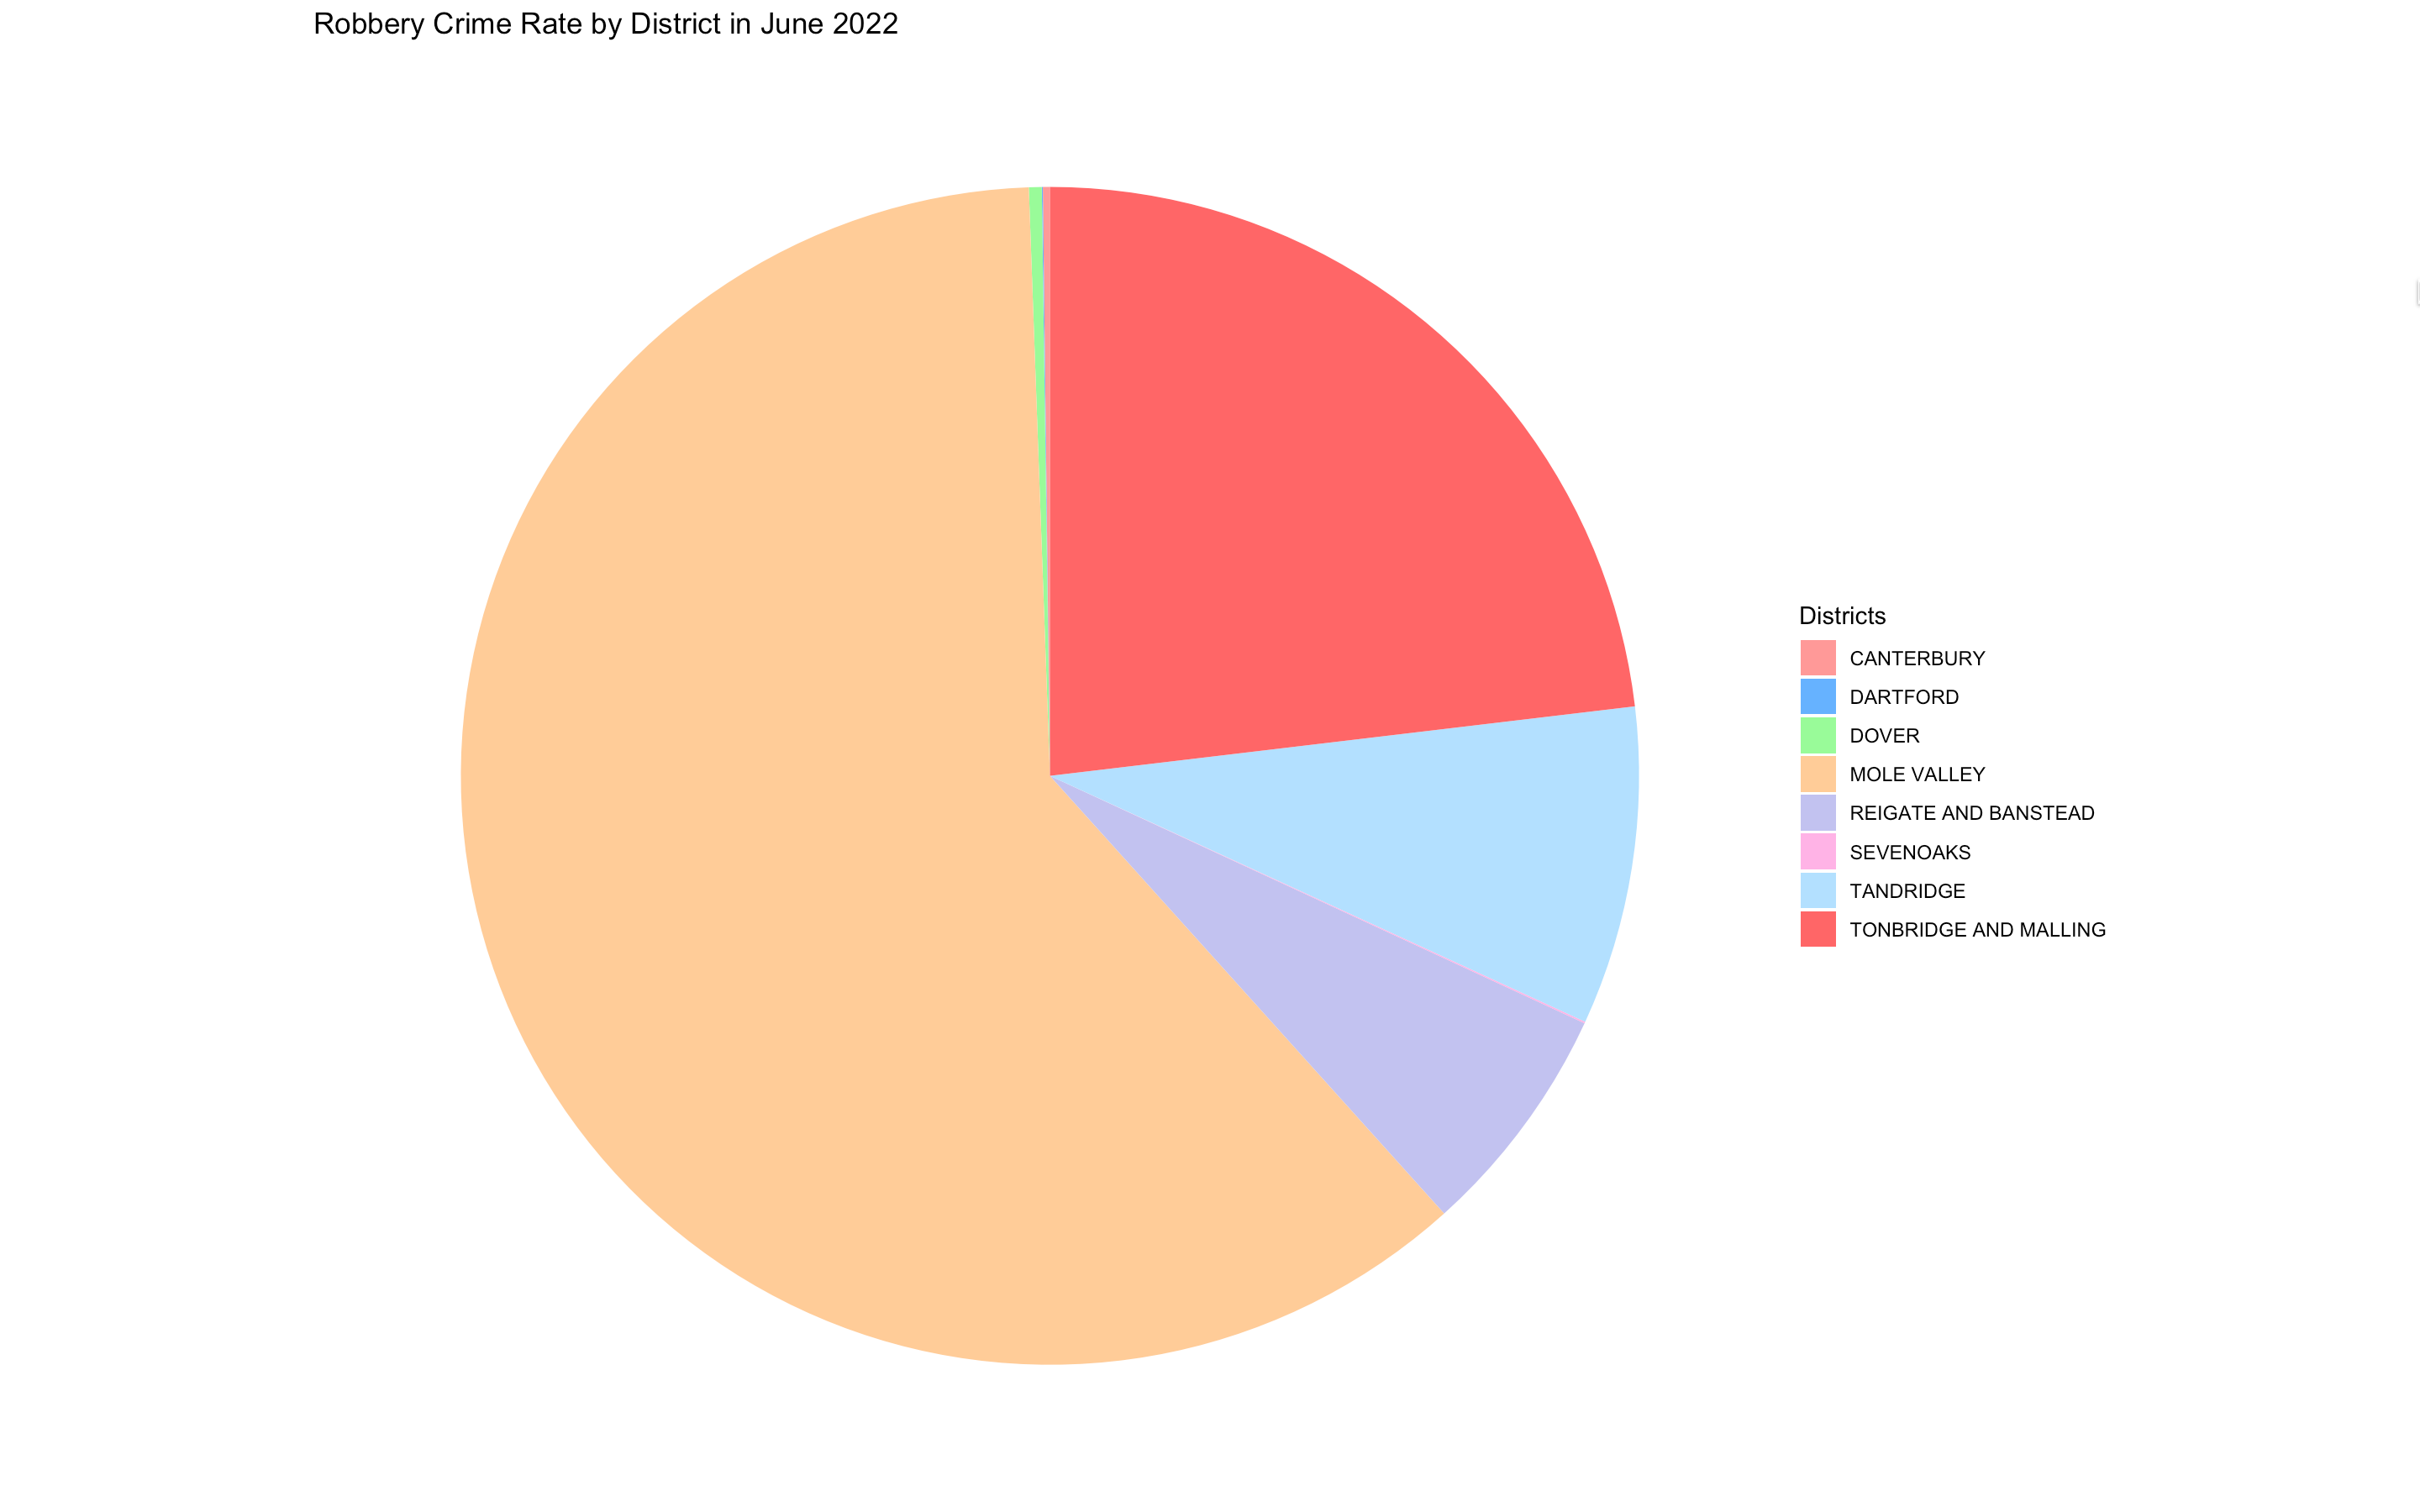 Robbery Crime Rate by District in June 2022
Districts
CANTERBURY
DARTFORD
DOVER
MOLE VALLEY
REIGATE AND BANSTEAD
SEVENOAKS
TANDRIDGE
TONBRIDGE AND MALLING